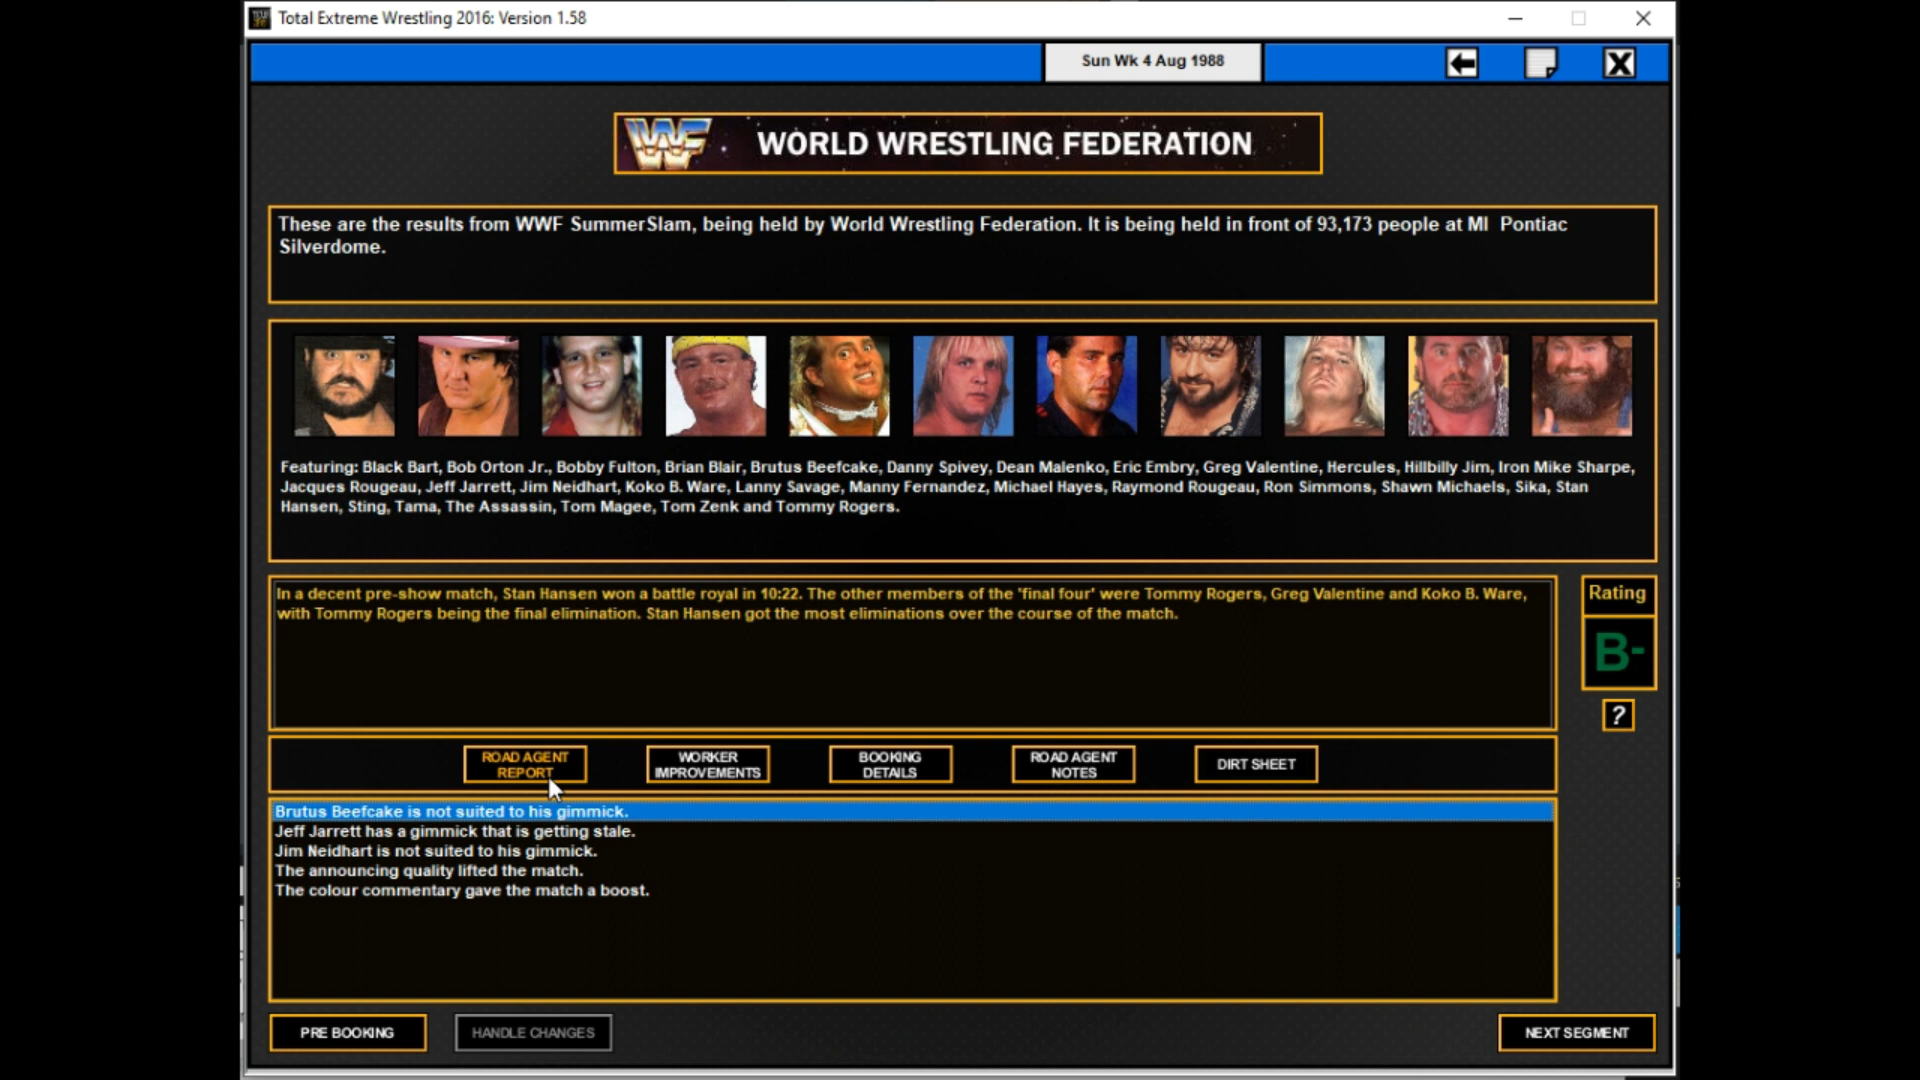 Total Extreme Wrestling 2016: Version 1.58
Sun Wk 4 Aug 1988
WORLD WRESTLING FEDERATION
These are the results from WWF SummerSlam, being held by World Wrestling Federation. It is being held in front of 93,173 people at MI  Pontiac
Silverdome.
Featuring: Black Bart, Bob Orton Jr., Bobby Fulton, Brian Blair, Brutus Beefcake, Danny Spivey, Dean Malenko, Eric Embry, Greg Valentine, Hercules, Hillbilly Jim, Iron Mike Sharpe,
Jacques Rougeau, Jeff Jarrett, Jim Neidhart, Koko B. Ware, Lanny Savage, Manny Fernandez, Michael Hayes, Raymond Rougeau, Ron Simmons, Shawn Michaels, Sika, Stan
Hansen, Sting, Tama, The Assassin, Tom Magee, Tom Zenk and Tommy Rogers.
In a decent pre-show match, Stan Hansen won a battle royal in 10:22. The other members of the 'final four' were Tommy Rogers, Greg Valentine and Koko B. Ware,
with Tommy Rogers being the final elimination. Stan Hansen got the most eliminations over the course of the match.
Rating
B-
?
ROAD AGENT
REPORT
WORKER
IMPROVEMENTS
BOOKING
DETAILS
ROAD AGENT
NOTES
DIRT SHEET
Brutus Beefcake is not suited to his gimmick.
Jeff Jarrett has a gimmick that is getting stale.
Jim Neidhart is not suited to his gimmick.
The announcing quality lifted the match.
The colour commentary gave the match a boost.
PRE BOOKING
HANDLE CHANGES
NEXT SEGMENT